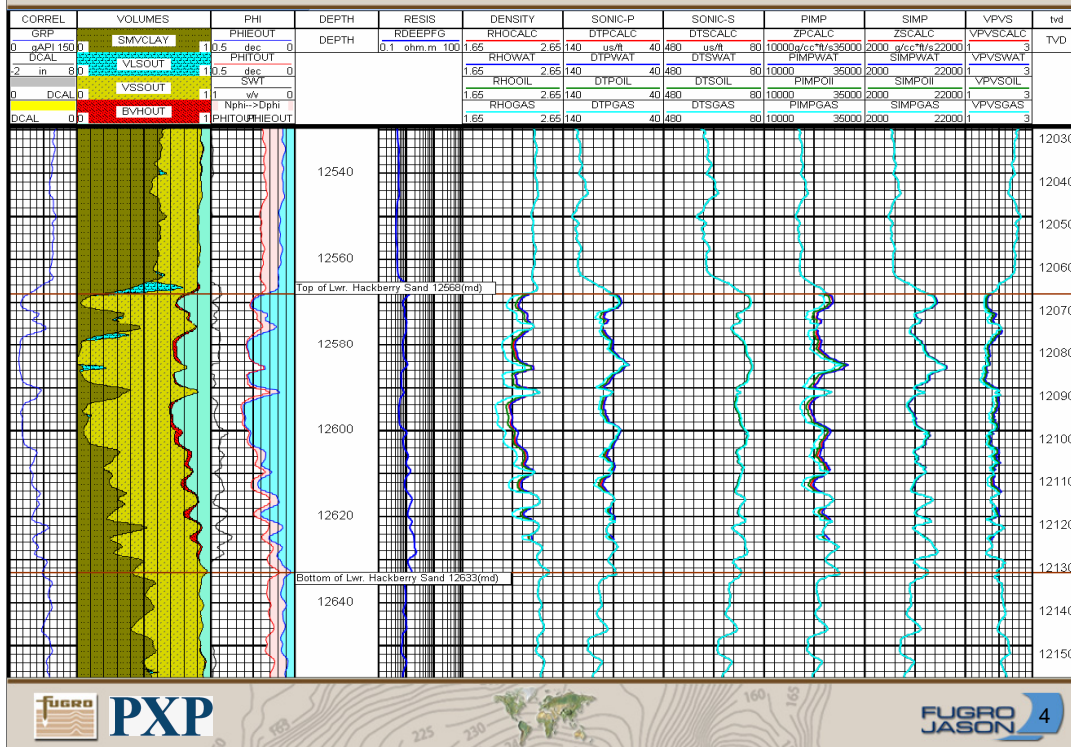 CORREL VOLUMES PHI DEPTH RESIS DENSITY SONIC-P SONIC-S PIMP SIMP VPVS tvd
GRP
0 gAPI 150
DCAL
-2 in 8
0 DCAL
DCAL 0
SMVCLAY
0 1
VLSOUT
0 1
VSSOUT
0 1
BVHOUT
0 1
PHIEOUT
0.5 dec 0
PHITOUT
0.5 dec 0
SWT
1 v/v 0
Nphi-->Dphi
DEPTH
RDEEPFG
0.1 ohm.m 100
RHOCALC
1.65 2.65
RHOWAT
1.65 2.65
RHOOIL
1.65 2.65
RHOGAS
1.65 2.65
DTPCALC
140 us/ft 40
DTPWAT
140 40
DTPOIL
140 40
DTPGAS
140 40
DTSCALC
480 us/ft 80
DTSWAT
480 80
DTSOIL
480 80
DTSGAS
480 80
ZPCALC
10000g/cc*ft/s35000
PIMPWAT
10000 35000
PIMPOIl
10000 35000
PIMPGAS
10000 35000
ZSCALC
2000 g/cc*ft/s22000
SIMPWAT
2000 22000
SIMPOIl
2000 22000
SIMPGAS
2000 22000
VPVSCALC
1 3
VPVSWAT
1 3
VPVSOIL
1 3
VPVSGAS
1 3
TVD
12540
12560
Top of Lwr. Hackberry Sand 12568(md)
12580
12600
12620
Bottom of Lwr. Hackberry Sand 12633(md)
12640
12030
12040
12050
12060
12070
12080
12090
12100
12110
12120
12130
12140
12150
FUGRO
PXP
225
230
160
165
FUGRO
JASON
4